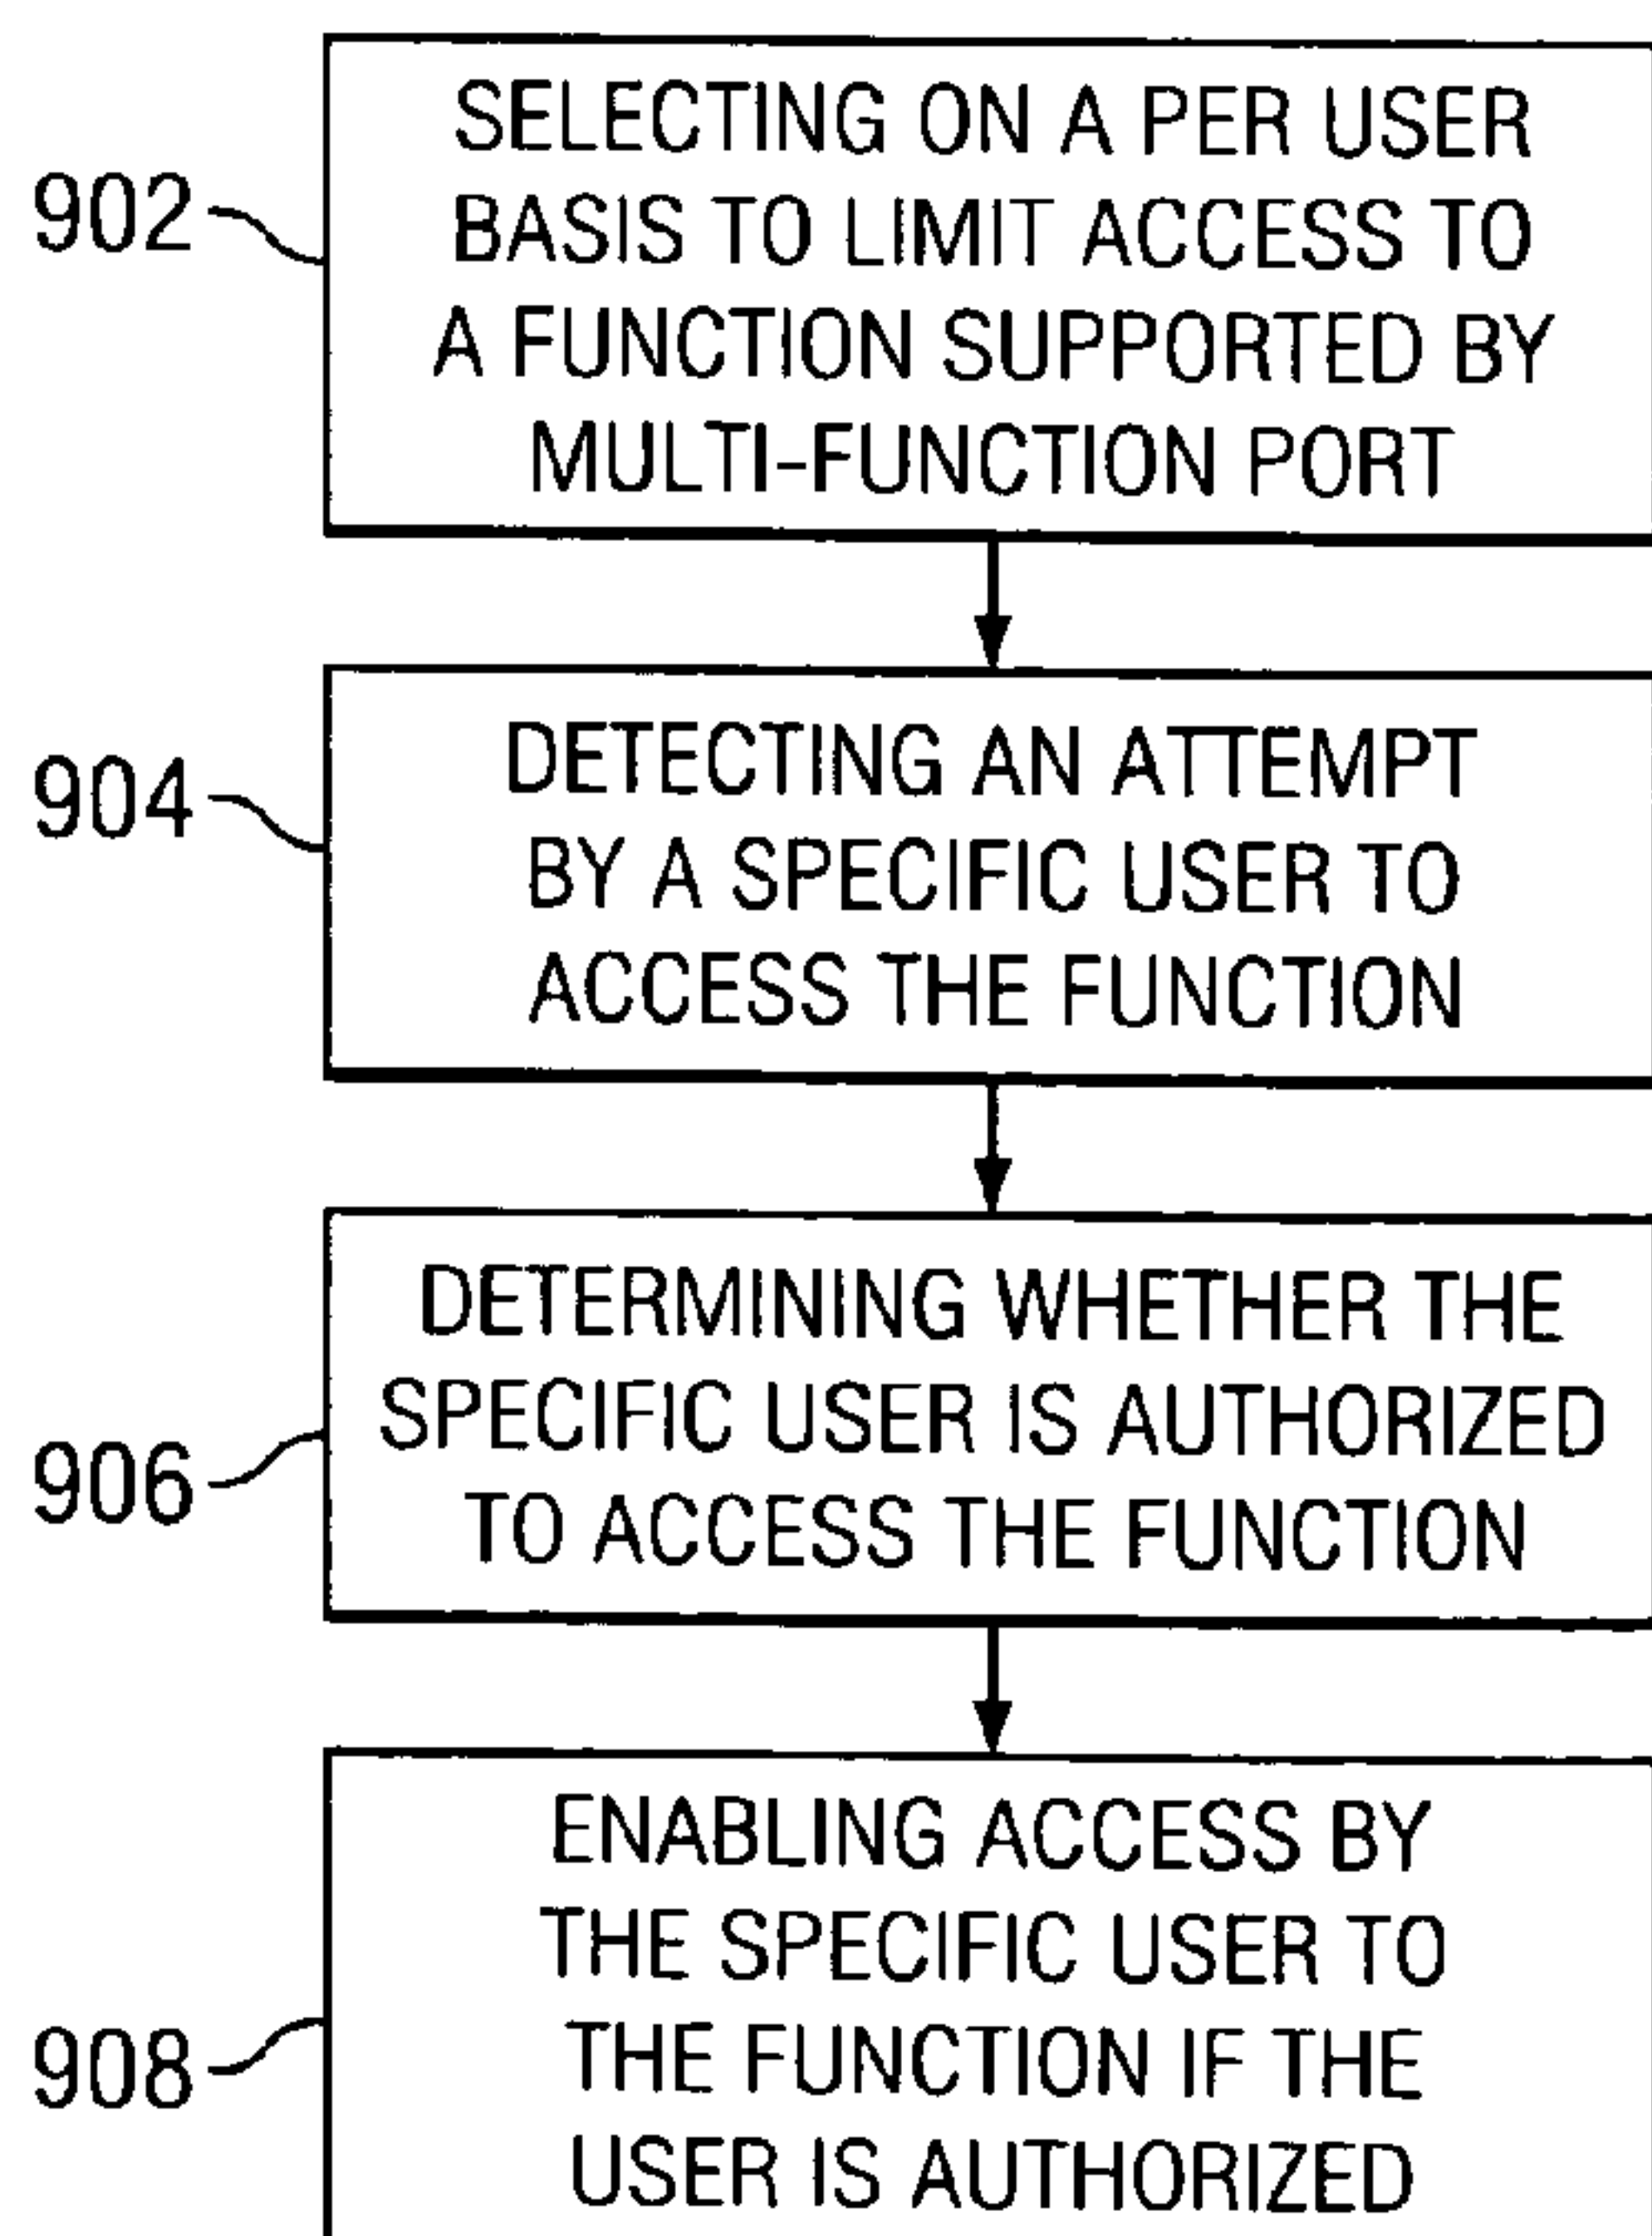 902
SELECTING ON A PER USER
BASIS TO LIMIT ACCESS TO
A FUNCTION SUPPORTED BY
MULTI-FUNCTION PORT
904
DETECTING AN ATTEMPT
BY A SPECIFIC USER TO
ACCESS THE FUNCTION
906
DETERMINING WHETHER THE
SPECIFIC USER IS AUTHORIZED
TO ACCESS THE FUNCTION
908
ENABLING ACCESS BY
THE SPECIFIC USER TO
THE FUNCTION IF THE
USER IS AUTHORIZED